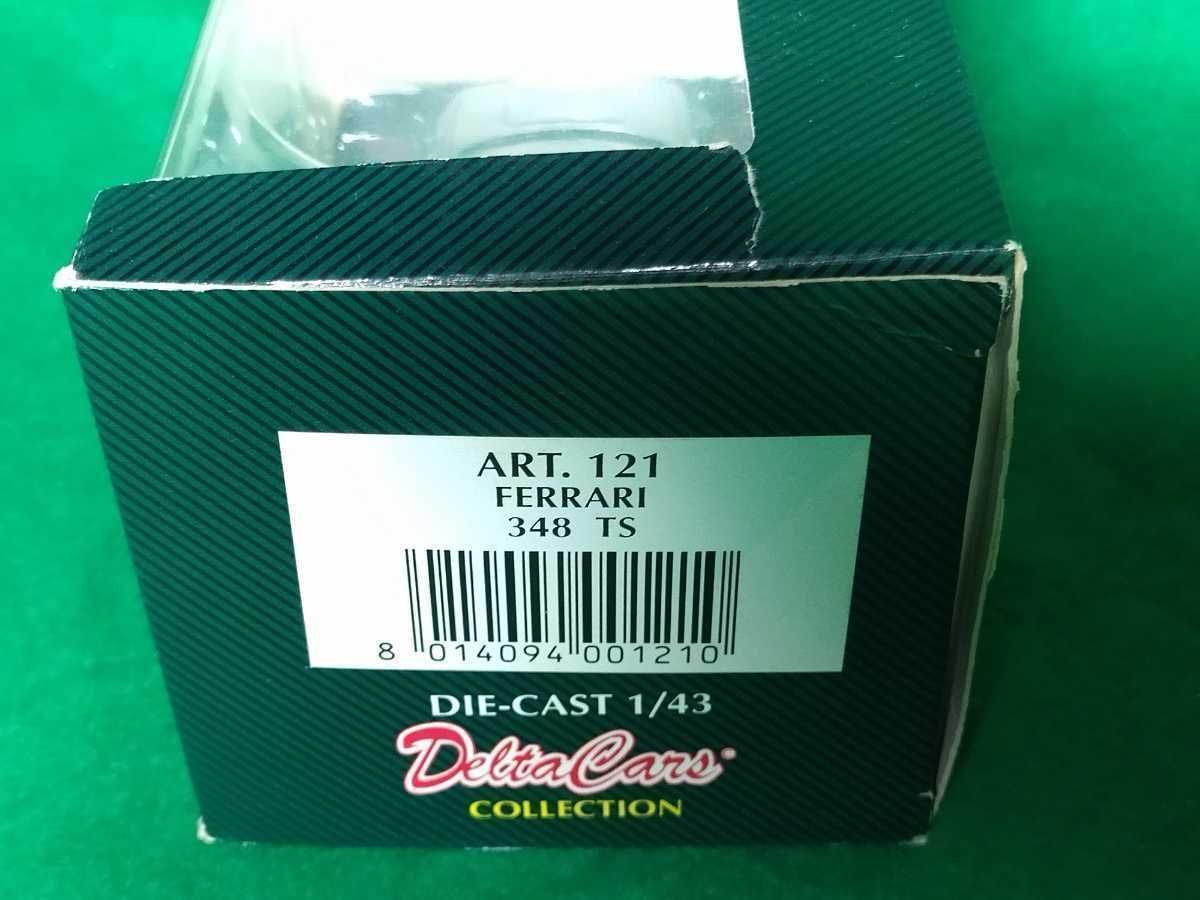 ART. 121
FERRARI
348 TS
8 014094 001210
DIE-CAST 1/43
DeltaCars
COLLECTION